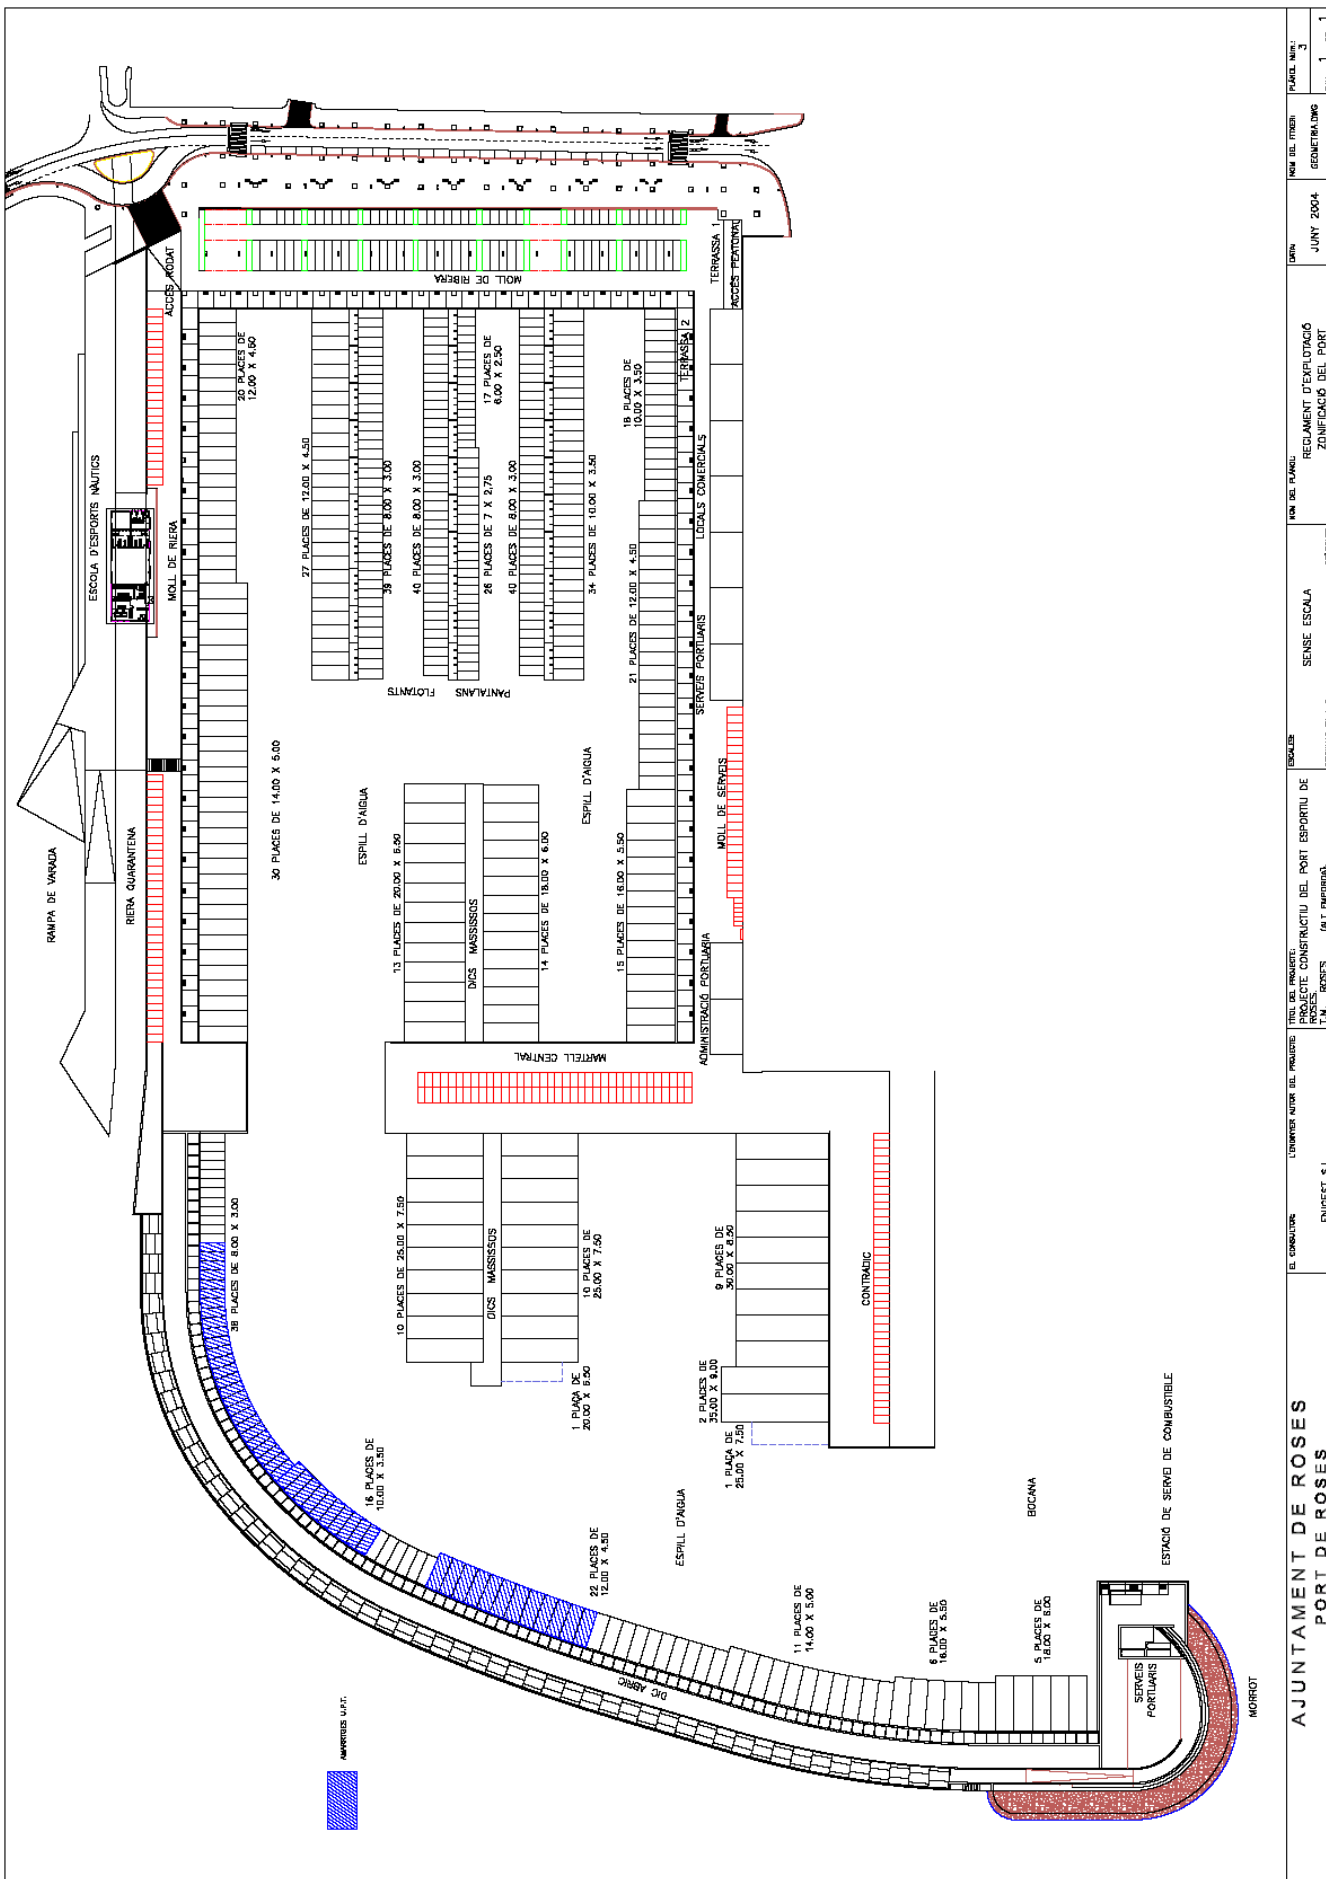 ACCÉS RODAT
ESCOLA D'ESPORTS NÀUTICS
MOLL DE RIERA
RAMPA DE VARADA
RIERA QUARANTENA
MOLL DE RIBERA
TERRASSA 1
ACCÉS PEATONAL
TERRASSA 2
20 PLACES DE
12.00 X 4.50
27 PLACES DE 12.00 X 4.50
39 PLACES DE 8.00 X 3.00
40 PLACES DE 8.00 X 3.00
17 PLACES DE
6.00 X 2.50
26 PLACES DE 7 X 2,75
40 PLACES DE 8.00 X 3.00
34 PLACES DE 10.00 X 3.50
18 PLACES DE
10.00 X 3.50
21 PLACES DE 12.00 X 4.50
LOCALS COMERCIALS
SERVEIS PORTUARIS
PANTALANS
FLOTANTS
30 PLACES DE 14.00 X 5.00
ESPILL D'AIGUA
ESPILL D'AIGUA
MOLL DE SERVEIS
13 PLACES DE 20.00 X 6.50
DICS MASSISSOS
14 PLACES DE 18.00 X 6.00
15 PLACES DE 16.00 X 5.50
ADMINISTRACIÓ PORTUARIA
MARTELL CENTRAL
38 PLACES DE 8.00 X 3.00
10 PLACES DE 25.00 X 7.50
DICS MASSISSOS
10 PLACES DE
25.00 X 7.50
1 PLAÇA DE
20.00 X 6.50
9 PLACES DE
30.00 X 8.50
2 PLACES DE
35.00 X 9.00
1 PLAÇA DE
25.00 X 7.50
CONTRADIC
16 PLACES DE
10.00 X 3.50
22 PLACES DE
12.00 X 4.50
ESPILL D'AIGUA
BOCANA
ESTACIÓ DE SERVEI DE COMBUSTIBLE
11 PLACES DE
14.00 X 5.00
6 PLACES DE
16.00 X 5.50
5 PLACES DE
18.00 X 6.00
DIC ABRIC
SERVEIS
PORTUARIS
MORROT
AMARRES U.P.T.
AJUNTAMENT DE ROSES
PORT DE ROSES
EL CONSULTOR:
L'ENGINYER AUTOR DEL PROJECTE:
TÍTOL DEL PROJECTE:
PROJECTE CONSTRUCTIU DEL PORT ESPORTIU DE
ROSES.
T.M. ROSES (ALT EMPORDÀ)
ESCALES:
SENSE ESCALA
NOM DEL PLÀNOL:
REGLAMENT D'EXPLOTACIÓ
ZONIFICACIÓ DEL PORT
DATA:
JUNY 2004
NOM DEL FITXER:
GEOMETRIA.DWG
PLÀNOL NÚM.:
3